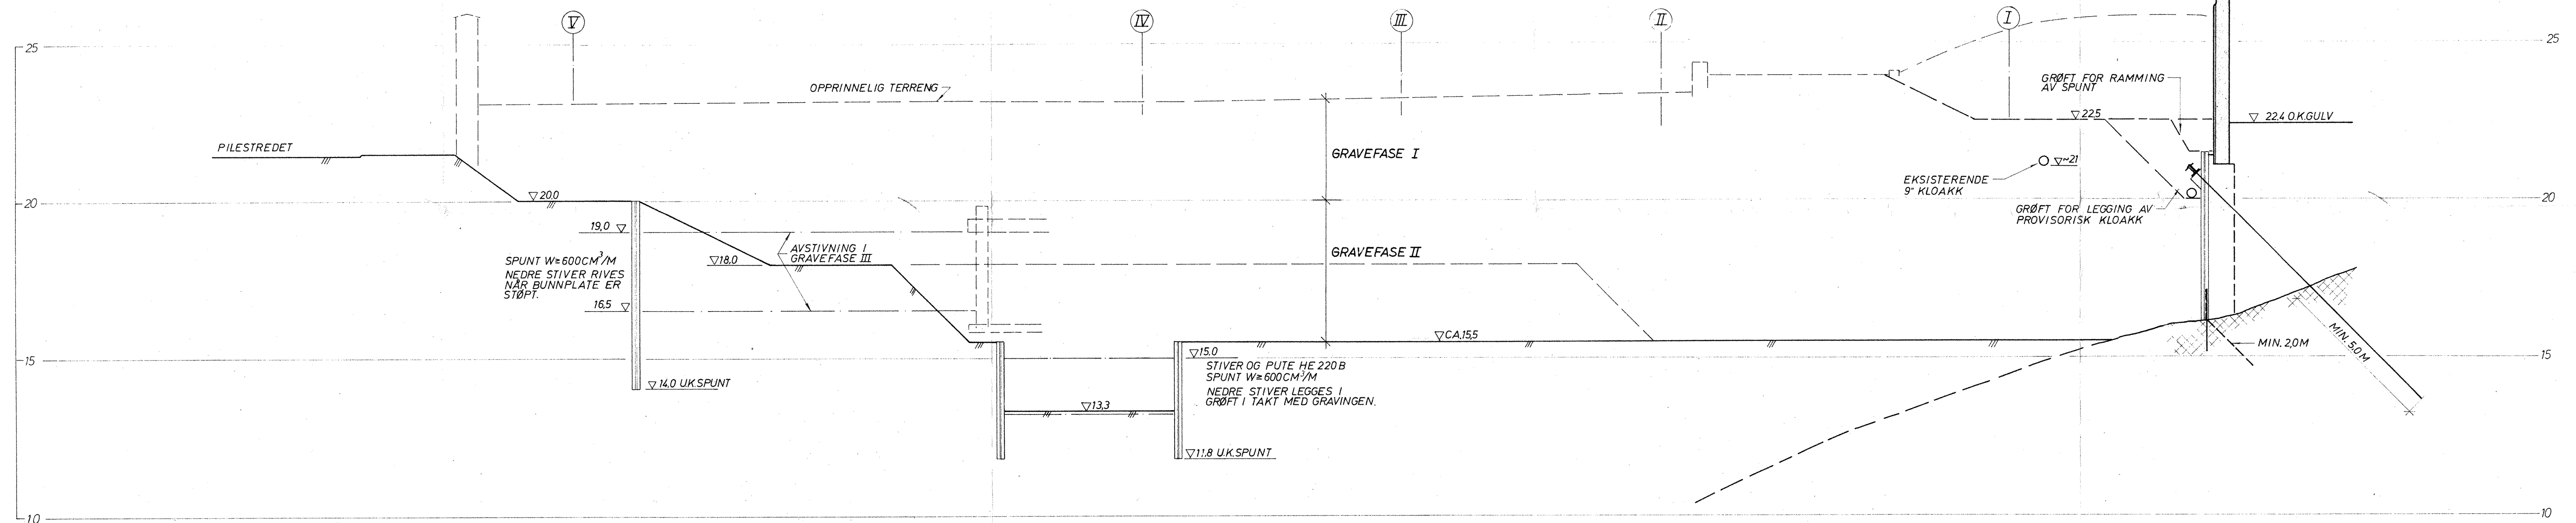 V
IV
III
II
I
25
25
OPPRINNELIG TERRENG
GRØFT FOR RAMMING
AV SPUNT
22.5
22.4 O.K.GULV
PILESTREDET
GRAVEFASE I
~21
EKSISTERENDE
9" KLOAKK
20
20.0
20
GRØFT FOR LEGGING AV
PROVISORISK KLOAKK
19,0
AVSTIVNING I
GRAVEFASE III
GRAVEFASE II
18,0
SPUNT W=600CM³/M
NEDRE STIVER RIVES
NÅR BUNNPLATE ER
STØPT.
16,5
CA.15,5
MIN. 5,0 M
MIN. 2,0 M
15
15,0
15
STIVER OG PUTE HE 220 B
SPUNT W=600CM³/M
NEDRE STIVER LEGGES I
GRØFT I TAKT MED GRAVINGEN.
14.0 U.K.SPUNT
13,3
11.8 U.K.SPUNT
10
10